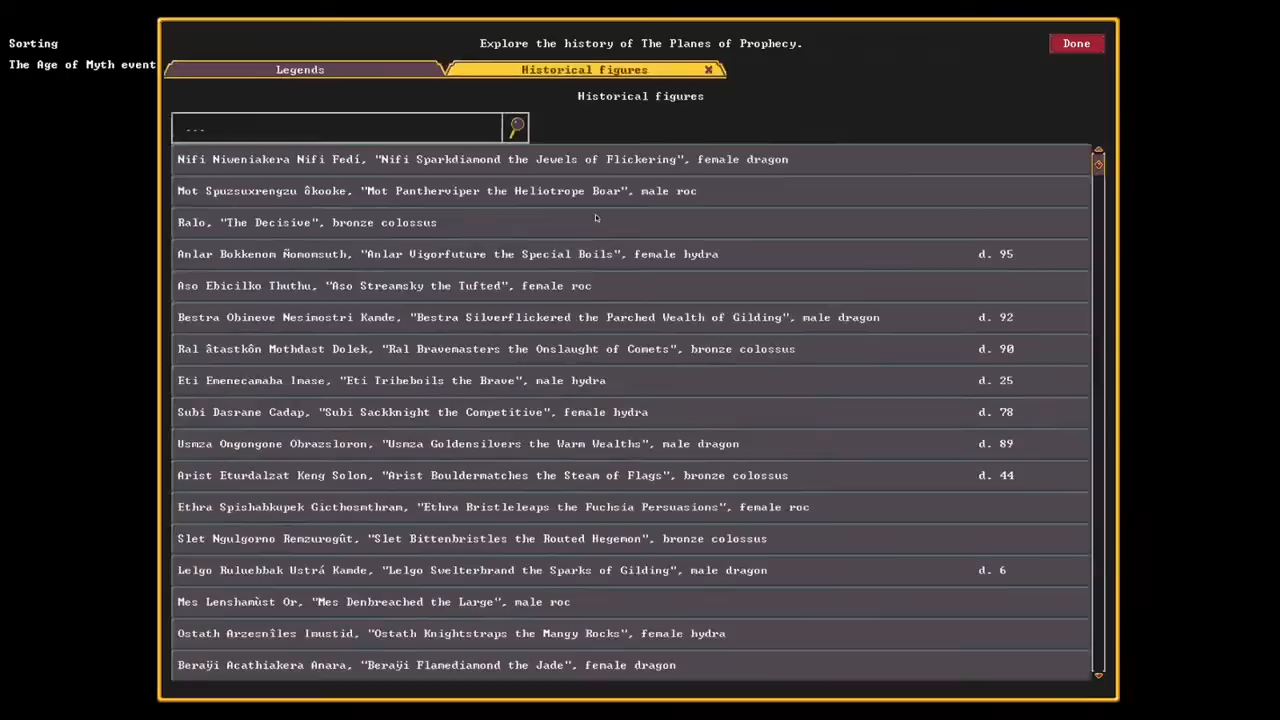 Sorting
The Age of Myth event
Explore the history of The Planes of Prophecy.
Done
Legends
Historical figures X
Historical figures
---
Nifi Niweniakera Nifi Fedí, "Nifi Sparkdiamond the Jewels of Flickering", female dragon
Mot Spuzsuxrengzu Ôkooke, "Mot Pantherviper the Heliotrope Boar", male roc
Ralo, "The Decisive", bronze colossus
Anlar Bokkenom Ñomomsuth, "Anlar Vigorfuture the Special Boils", female hydra d. 95
Aso Ebicilko Thuthu, "Aso Streamsky the Tufted", female roc
Bestra Obineve Nesimostri Kamde, "Bestra Silverflickered the Parched Wealth of Gilding", male dragon d. 92
Ral âtastkôn Mothdast Dolek, "Ral Bravemasters the Onslaught of Comets", bronze colossus d. 90
Eti Emenecamaba Imase, "Eti Tribeboils the Brave", male hydra d. 25
Subi Dasrane Cadap, "Subi Sackknight the Competitive", female hydra d. 78
Usmza Ongongone Obrazsloron, "Usmza Goldensilvers the Warm Wealths", male dragon d. 89
Arist Eturdalzat Keng Solon, "Arist Bouldermatches the Steam of Flags", bronze colossus d. 44
Ethra Spishabkupek Gicthosmthram, "Ethra Bristleleaps the Fuchsia Persuasions", female roc
Slet Ngulgorno Remzurogût, "Slet Bittenbristles the Routed Hegemon", bronze colossus
Lelgo Ruluebbak Ustrá Kamde, "Lelgo Swelterbrand the Sparks of Gilding", male dragon d. 6
Mes Lenshamùst Or, "Mes Denbreached the Large", male roc
Ostath Arzesnîles Imustid, "Ostath Knightstraps the Mangy Rocks", female hydra
Beraÿi Acathiakera Anara, "Beraÿi Flamediamond the Jade", female dragon